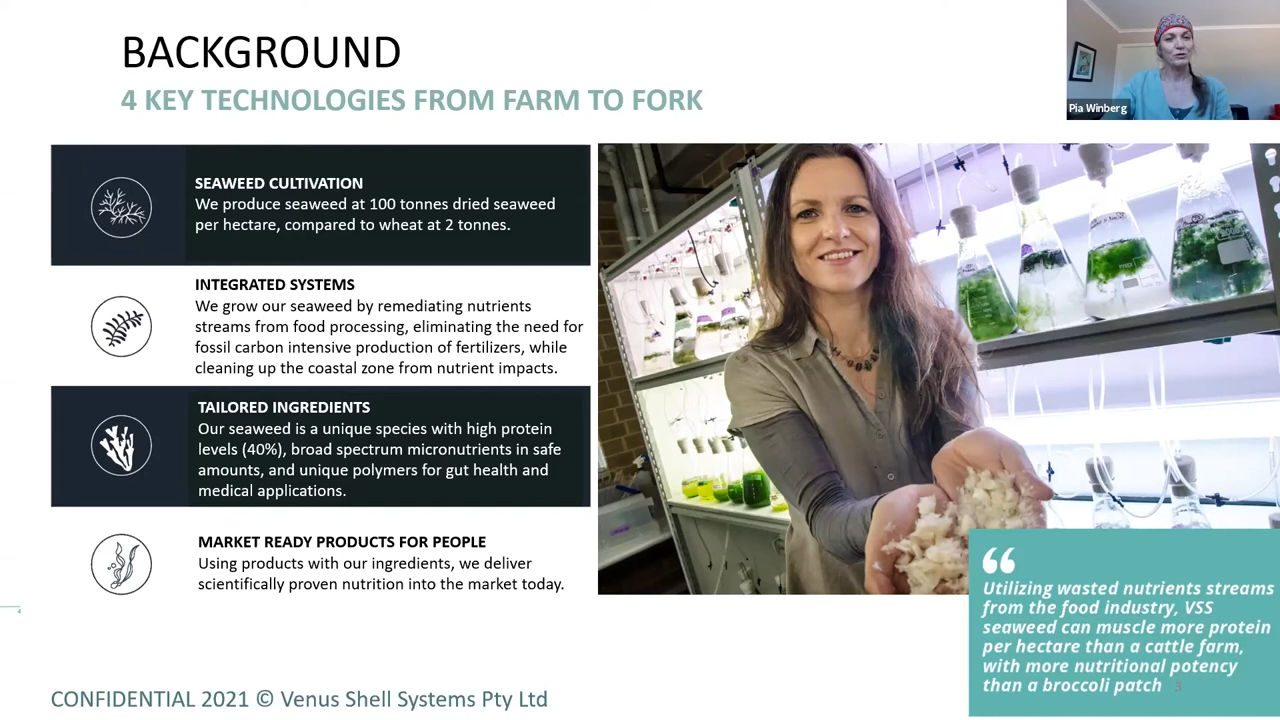 BACKGROUND
4 KEY TECHNOLOGIES FROM FARM TO FORK
Pia Winberg
SEAWEED CULTIVATION
We produce seaweed at 100 tonnes dried seaweed
per hectare, compared to wheat at 2 tonnes.
INTEGRATED SYSTEMS
We grow our seaweed by remediating nutrients
streams from food processing, eliminating the need for
fossil carbon intensive production of fertilizers, while
cleaning up the coastal zone from nutrient impacts.
TAILORED INGREDIENTS
Our seaweed is a unique species with high protein
levels (40%), broad spectrum micronutrients in safe
amounts, and unique polymers for gut health and
medical applications.
MARKET READY PRODUCTS FOR PEOPLE
Using products with our ingredients, we deliver
scientifically proven nutrition into the market today.
4
“
Utilizing wasted nutrients streams
from the food industry, VSS
seaweed can muscle more protein
per hectare than a cattle farm,
with more nutritional potency
than a broccoli patch
3
CONFIDENTIAL 2021 © Venus Shell Systems Pty Ltd